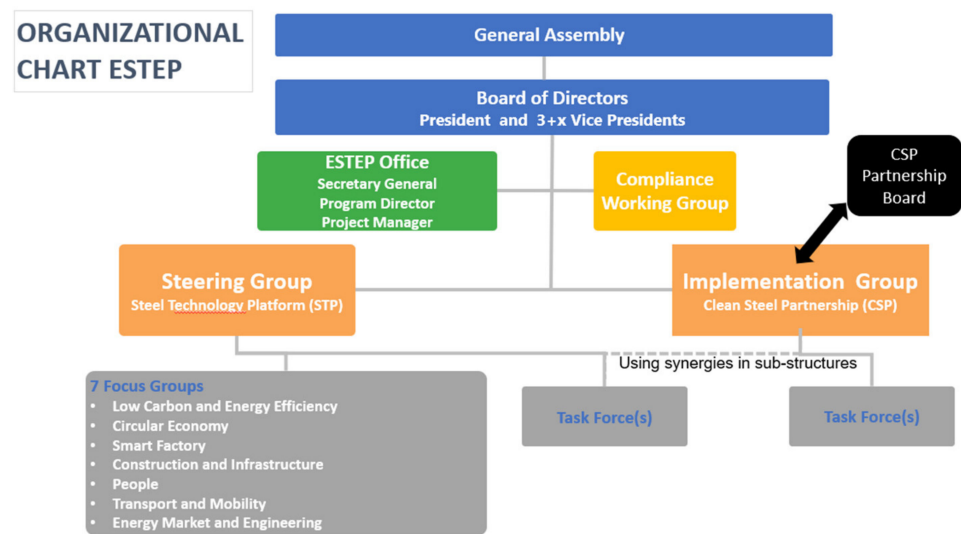 ORGANIZATIONAL
CHART ESTEP
General Assembly
Board of Directors
President and 3+x Vice Presidents
ESTEP Office
Secretary General
Program Director
Project Manager
Compliance
Working Group
CSP
Partnership
Board
Steering Group
Steel Technology Platform (STP)
Implementation Group
Clean Steel Partnership (CSP)
Using synergies in sub-structures
7 Focus Groups
• Low Carbon and Energy Efficiency
• Circular Economy
• Smart Factory
• Construction and Infrastructure
• People
• Transport and Mobility
• Energy Market and Engineering
Task Force(s)
Task Force(s)